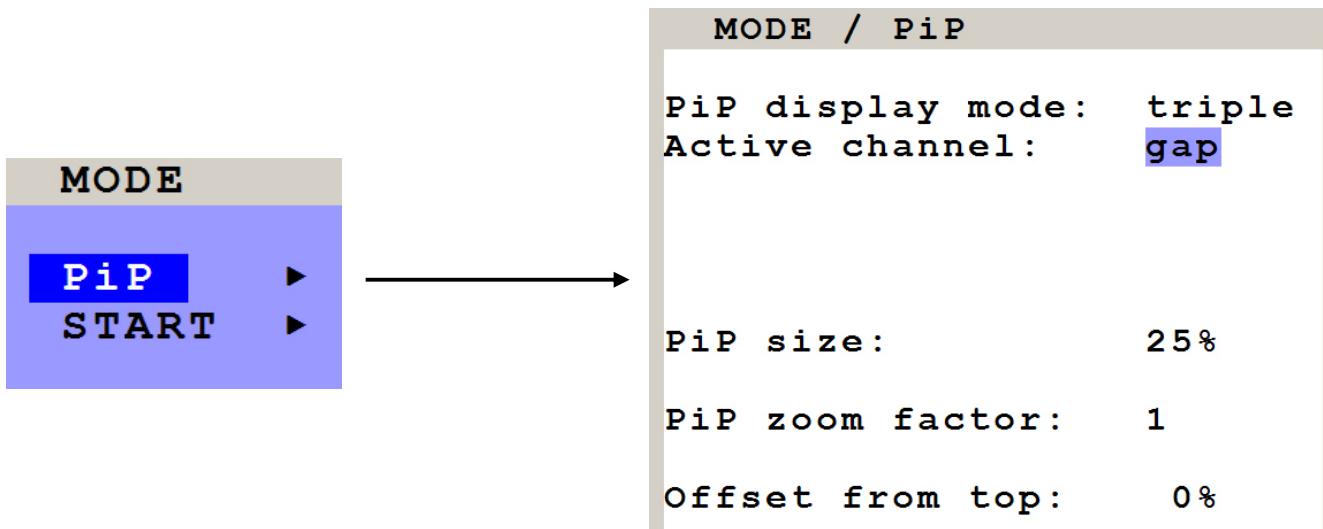 MODE
PiP ►
START ►
MODE / PiP
PiP display mode: triple
Active channel: gap
PiP size: 25%
PiP zoom factor: 1
Offset from top: 0%